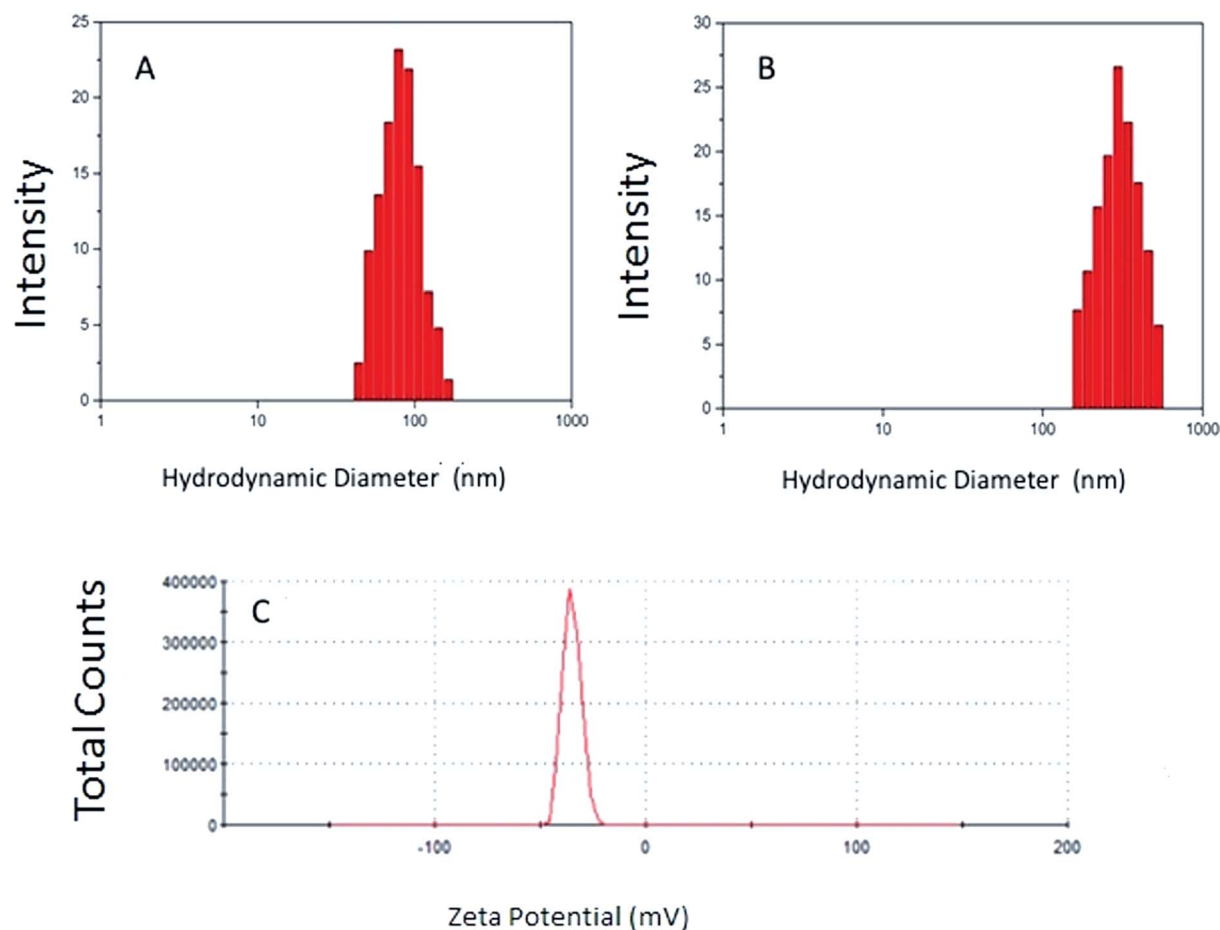 A
Intensity
25
20
15
10
5
0
1 10 100 1000
Hydrodynamic Diameter (nm)
B
Intensity
30
25
20
15
10
5
0
1 10 100 1000
Hydrodynamic Diameter (nm)
C
Total Counts
400000
300000
200000
100000
0
-100 0 100 200
Zeta Potential (mV)